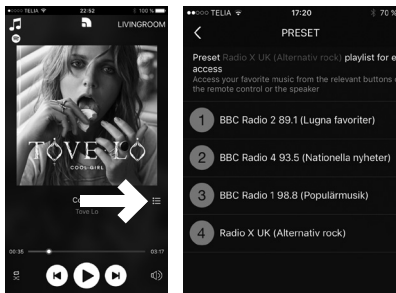 TELIA 22:52 100 %
LIVINGROOM
TOVE LO
COOL GIRL
Tove Lo
00:35 03:17
TELIA 17:20 70 %
PRESET
Preset Radio X UK (Alternativ rock) playlist for
access
Access your favorite music from the relevant buttons
the remote control or the speaker
1 BBC Radio 2 89.1 (Lugna favoriter)
2 BBC Radio 4 93.5 (Nationella nyheter)
3 BBC Radio 1 98.8 (Populärmusik)
4 Radio X UK (Alternativ rock)